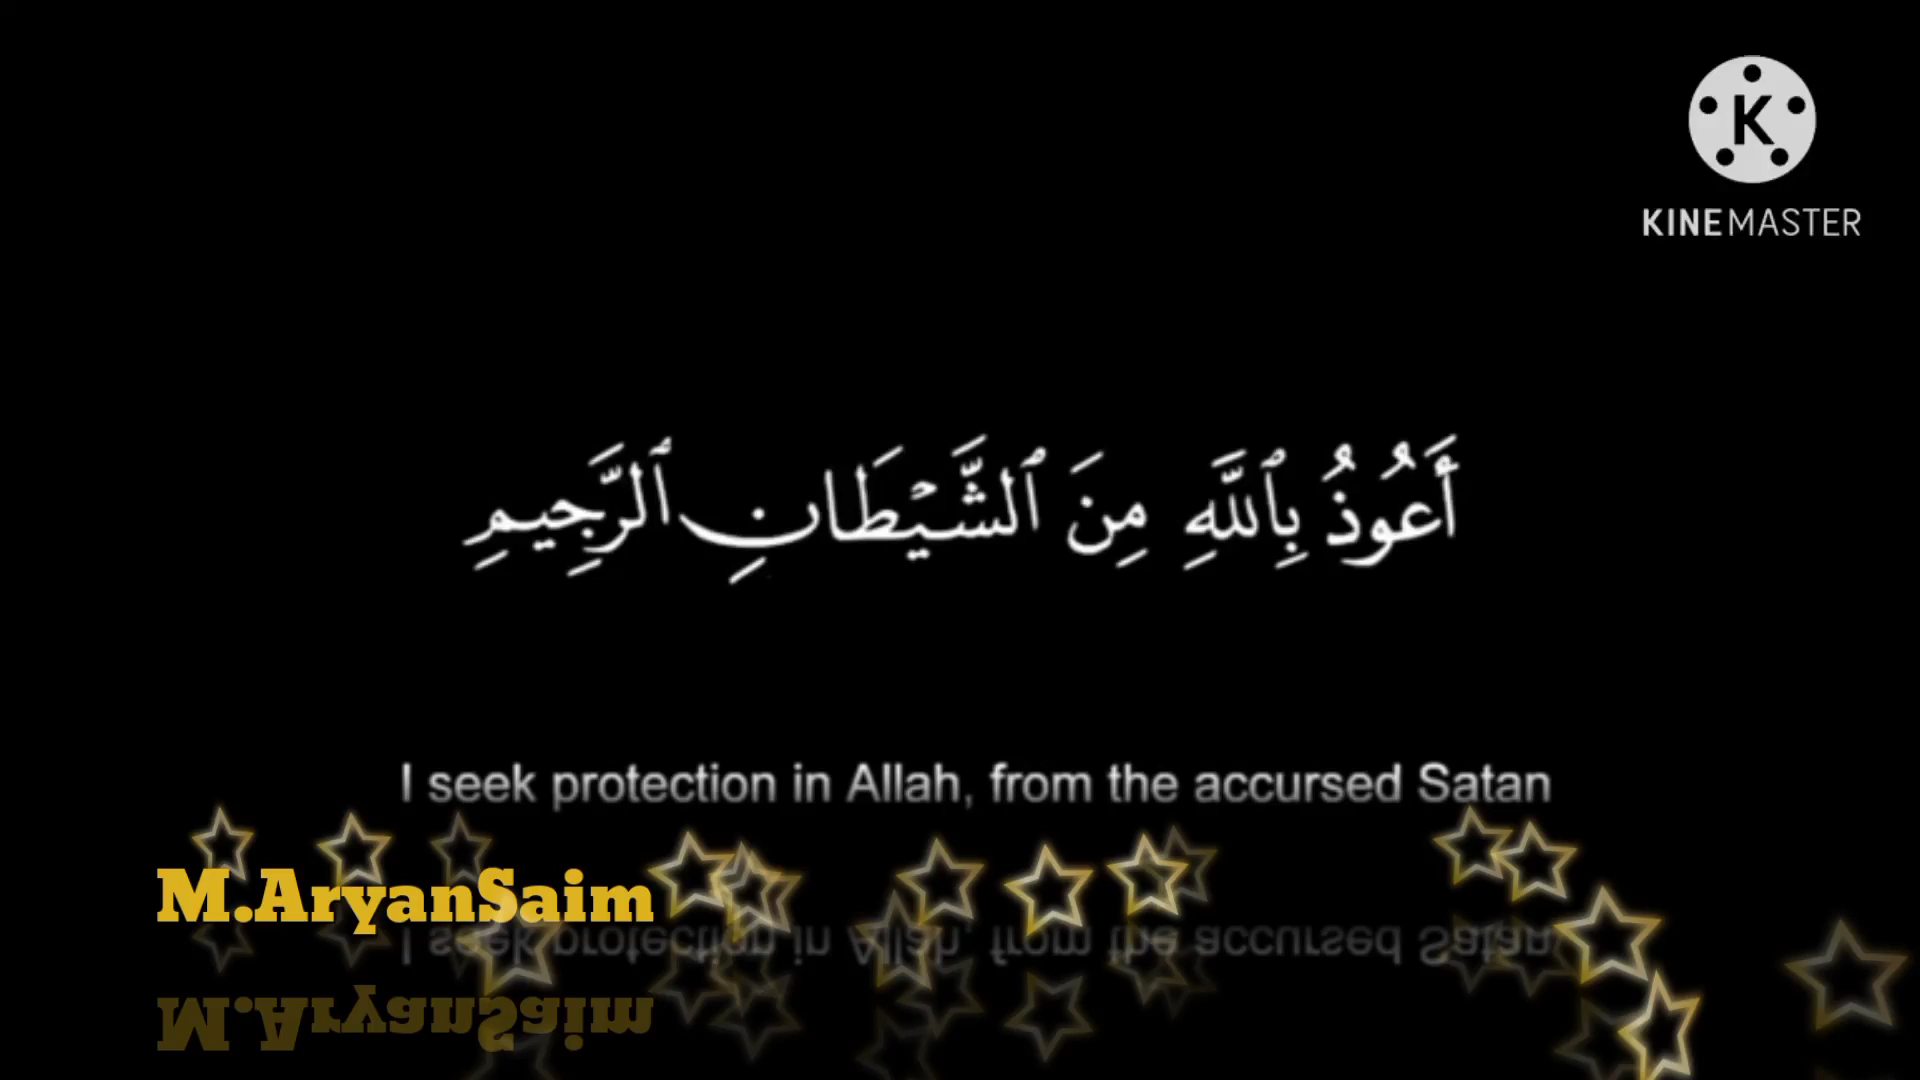 K
KINEMASTER
أَعُوذُ بِٱللَّهِ مِنَ ٱلشَّيۡطَانِ ٱلرَّجِيمِ
I seek protection in Allah, from the accursed Satan
M.AryanSaim